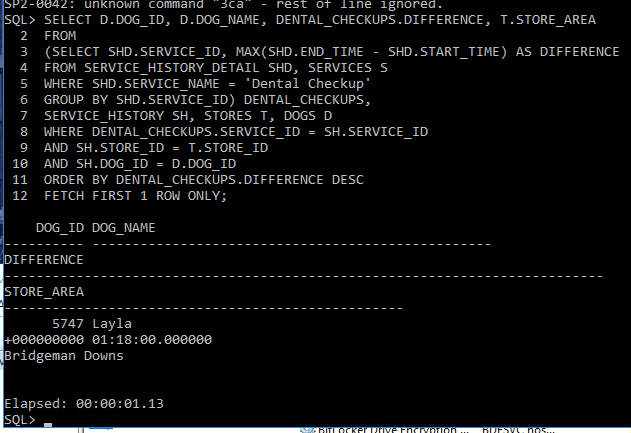 SP2-0042: unknown command "3ca" - rest of line ignored.
SQL> SELECT D.DOG_ID, D.DOG_NAME, DENTAL_CHECKUPS.DIFFERENCE, T.STORE_AREA
  2  FROM
  3  (SELECT SHD.SERVICE_ID, MAX(SHD.END_TIME - SHD.START_TIME) AS DIFFERENCE
  4  FROM SERVICE_HISTORY_DETAIL SHD, SERVICES S
  5  WHERE SHD.SERVICE_NAME = 'Dental Checkup'
  6  GROUP BY SHD.SERVICE_ID) DENTAL_CHECKUPS,
  7  SERVICE_HISTORY SH, STORES T, DOGS D
  8  WHERE DENTAL_CHECKUPS.SERVICE_ID = SH.SERVICE_ID
  9  AND SH.STORE_ID = T.STORE_ID
 10  AND SH.DOG_ID = D.DOG_ID
 11  ORDER BY DENTAL_CHECKUPS.DIFFERENCE DESC
 12  FETCH FIRST 1 ROW ONLY;
    DOG_ID DOG_NAME
---------- --------------------------------------------------
DIFFERENCE
---------------------------------------------------------------------------
STORE_AREA
--------------------------------------------------
      5747 Layla
+000000000 01:18:00.000000
Bridgeman Downs
Elapsed: 00:00:01.13
SQL>
BitLocker Drive Encryption ... BDESVC hos...